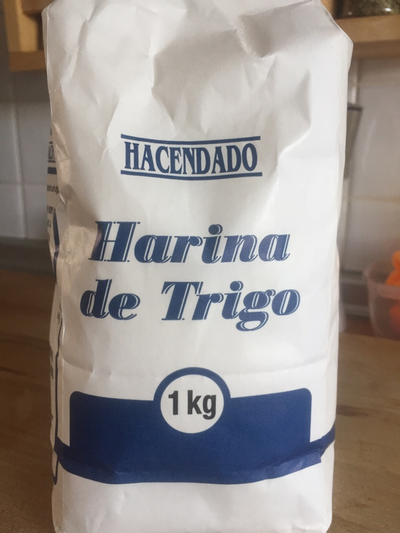 HACENDADO
Harina
de Trigo
1 kg